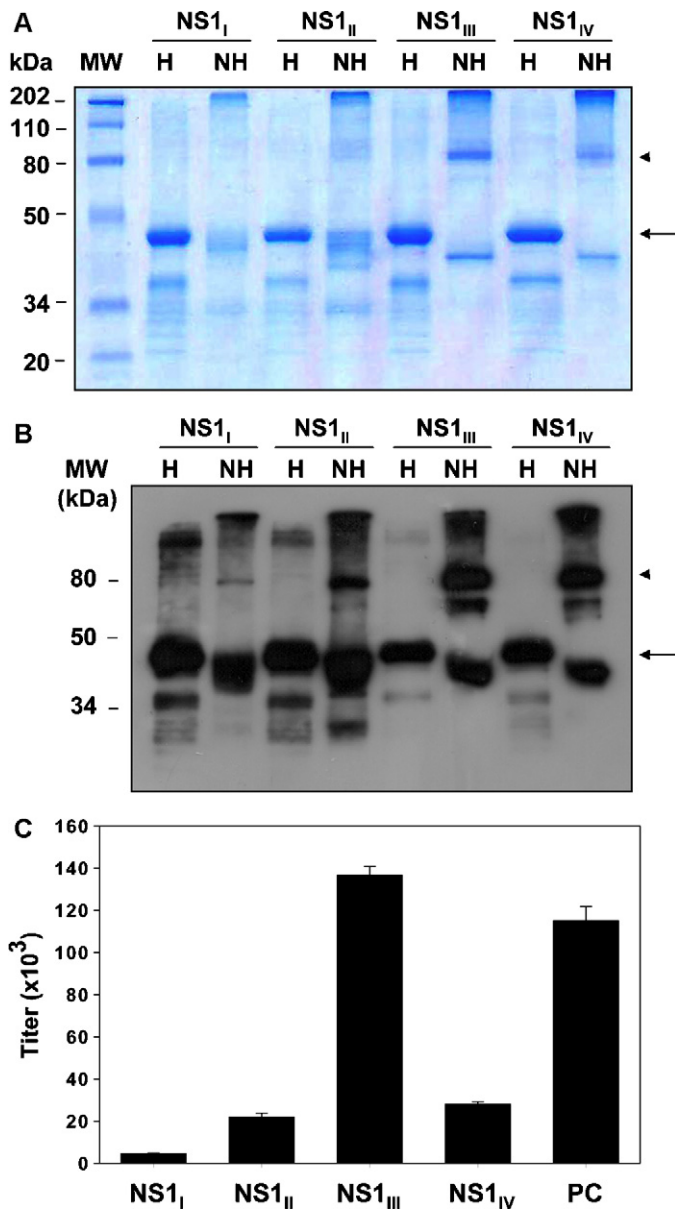 A
NS1I NS1II NS1III NS1IV
kDa MW H NH H NH H NH H NH
202
110
80
50
34
20
B
NS1I NS1II NS1III NS1IV
MW H NH H NH H NH H NH
(kDa)
80
50
34
C
160
140
120
100
80
60
40
20
0
Titer (x10³)
NS1I NS1II NS1III NS1IV PC